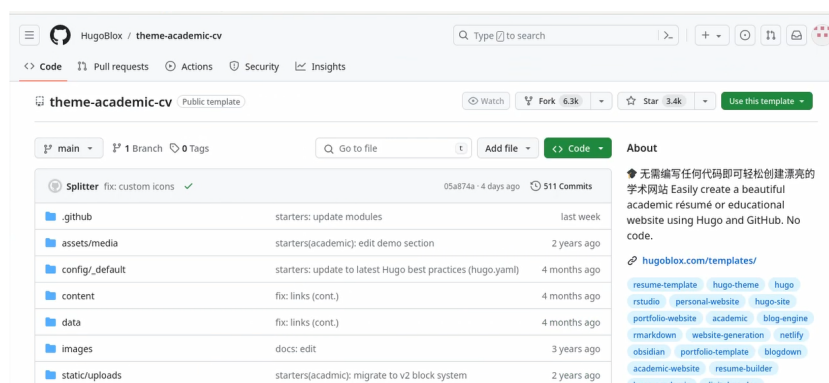 HugoBlox / theme-academic-cv
Type / to search
Code Pull requests Actions Security Insights
theme-academic-cv Public template
Watch Fork 6.3k Star 3.4k Use this template
main 1 Branch 0 Tags Go to file t Add file Code
Splitter fix: custom icons 05a874a · 4 days ago 511 Commits
.github starters: update modules last week
assets/media starters(academic): edit demo section 2 years ago
config/_default starters: update to latest Hugo best practices (hugo.yaml) 4 months ago
content fix: links (cont.) 4 months ago
data fix: links (cont.) 4 months ago
images docs: edit 3 years ago
static/uploads starters(acadmic): migrate to v2 block system 2 years ago
About
无需编写任何代码即可轻松创建漂亮的
学术网站 Easily create a beautiful
academic résumé or educational
website using Hugo and GitHub. No
code.
hugoblox.com/templates/
resume-template hugo-theme hugo
rstudio personal-website hugo-site
portfolio-website academic blog-engine
rmarkdown website-generation netlify
obsidian portfolio-template blogdown
academic-website resume-builder